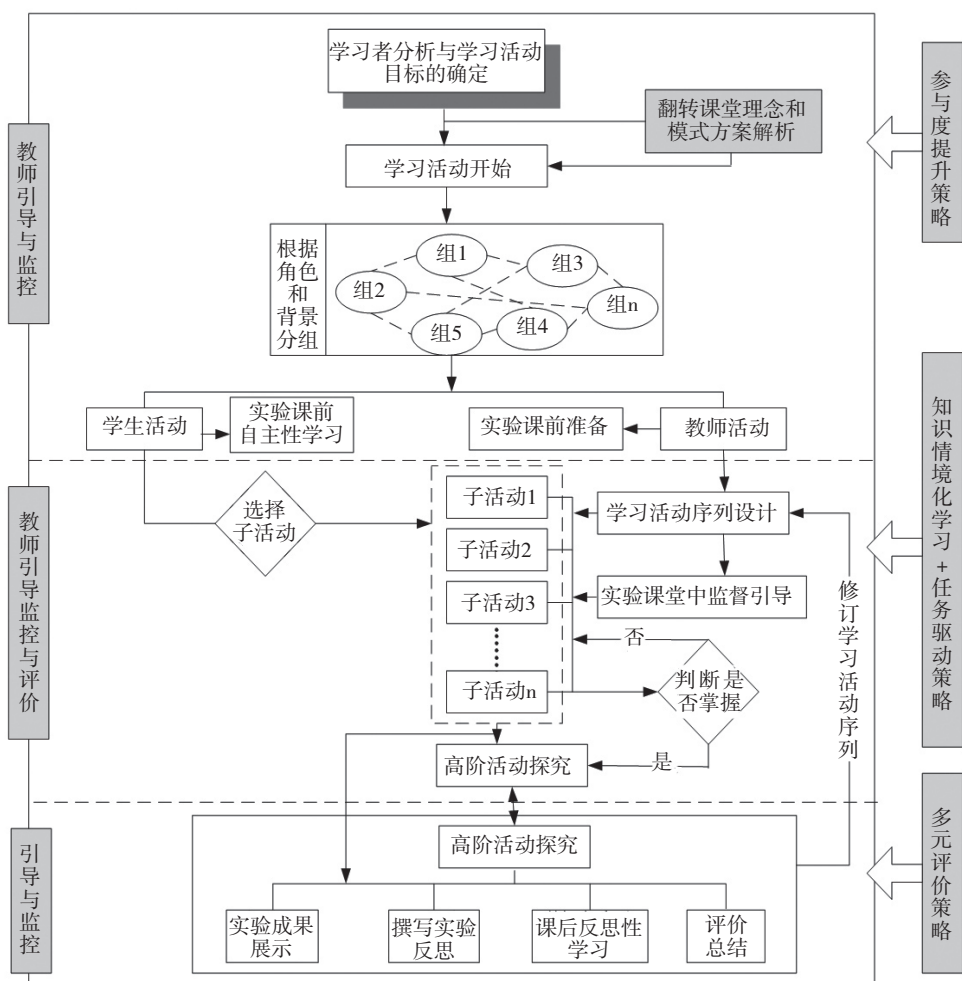 学习者分析与学习活动
目标的确定
翻转课堂理念和
模式方案解析
学习活动开始
根据
角色
和
背景
分组
组1
组3
组2
组n
组5
组4
学生活动
实验课前
自主性学习
实验课前准备
教师活动
选择
子活动
子活动1
子活动2
子活动3
子活动n
学习活动序列设计
实验课堂中监督引导
否
判断是
否掌握
是
高阶活动探究
修订学习活动序列
高阶活动探究
实验成果
展示
撰写实验
反思
课后反思性
学习
评价
总结
教师引导与监控
教师引导监控与评价
引导与监控
参与度提升策略
知识情境化学习+任务驱动策略
多元评价策略